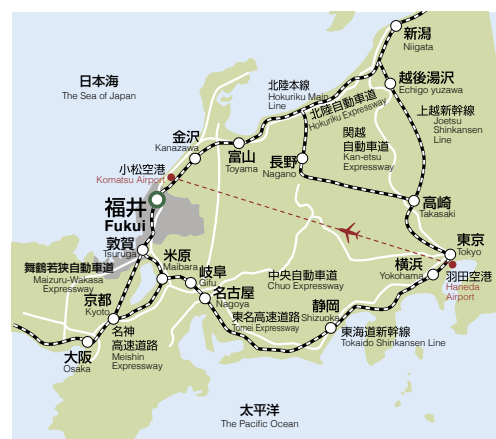 新潟
Niigata
日本海
The Sea of Japan
越後湯沢
Echigo yuzawa
北陸本線
Hokuriku Main
Line
北陸自動車道
Hokuriku Expressway
上越新幹線
Joetsu
Shinkansen
Line
関越
自動車道
Kan-etsu
Expressway
金沢
Kanazawa
富山
Toyama
長野
Nagano
小松空港
Komatsu Airport
福井
Fukui
高崎
Takasaki
敦賀
Tsuruga
東京
Tokyo
米原
Maibara
舞鶴若狭自動車道
Maizuru-Wakasa
Expressway
岐阜
Gifu
中央自動車道
Chuo Expressway
横浜
Yokohama
羽田空港
Haneda
Airport
京都
Kyoto
名古屋
Nagoya
静岡
Shizuoka
東名高速道路
Tomei Expressway
名神
高速道路
Meishin
Expressway
東海道新幹線
Tokaido Shinkansen Line
大阪
Osaka
太平洋
The Pacific Ocean